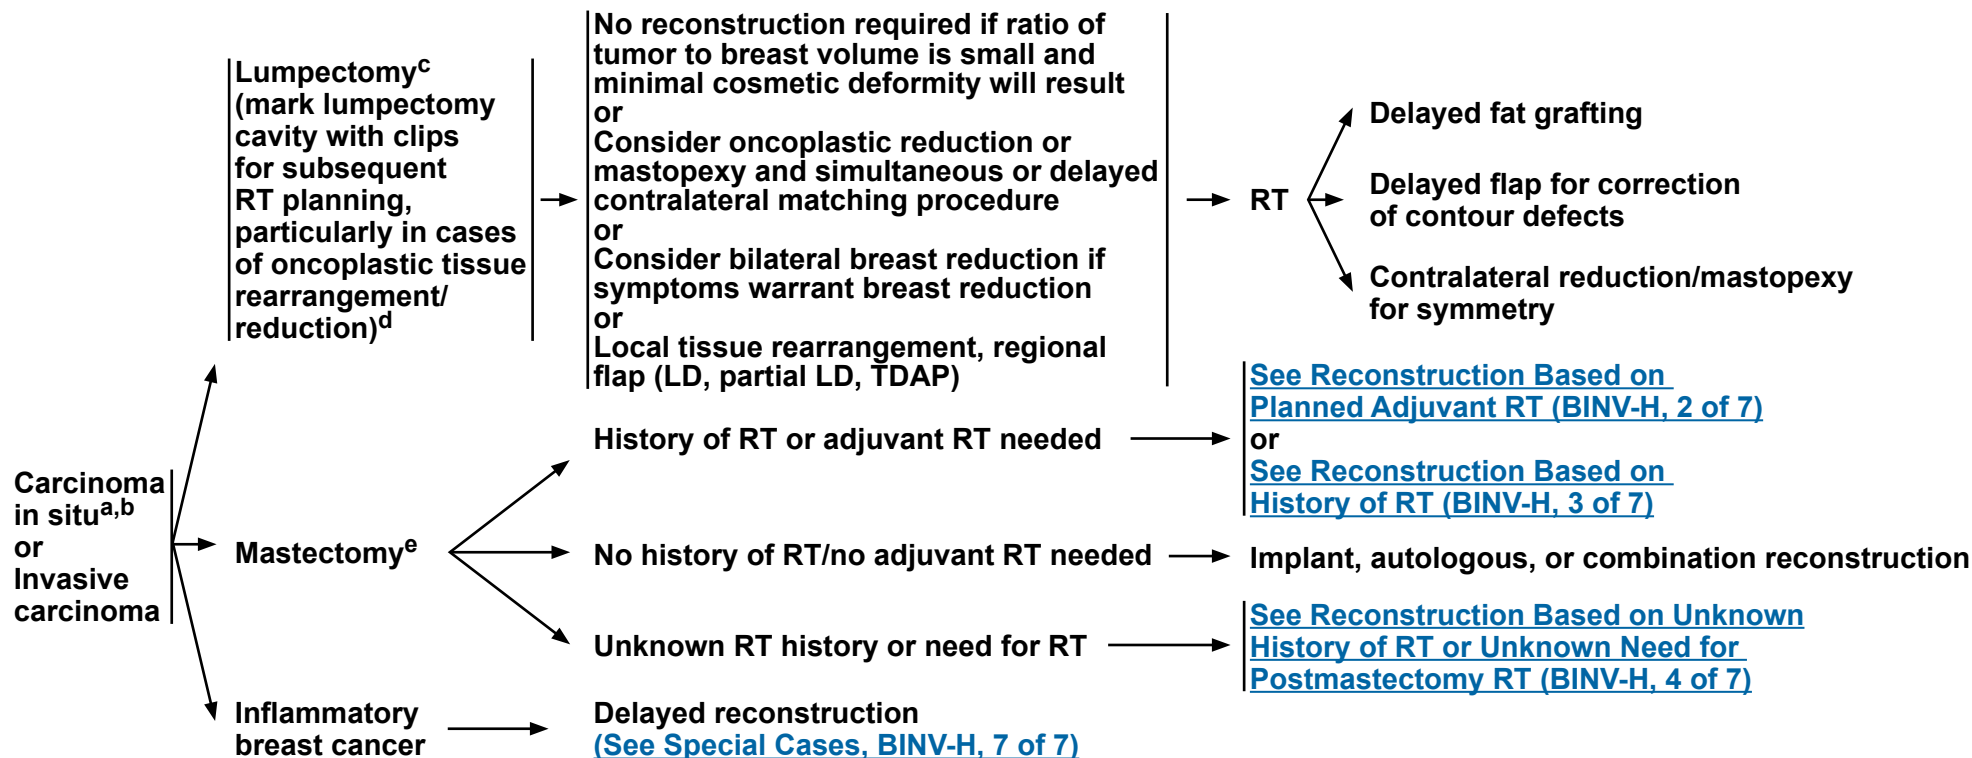 Carcinoma
in situa,b
or
Invasive
carcinoma
Lumpectomyc
(mark lumpectomy
cavity with clips
for subsequent
RT planning,
particularly in cases
of oncoplastic tissue
rearrangement/
reduction)d
No reconstruction required if ratio of
tumor to breast volume is small and
minimal cosmetic deformity will result
or
Consider oncoplastic reduction or
mastopexy and simultaneous or delayed
contralateral matching procedure
or
Consider bilateral breast reduction if
symptoms warrant breast reduction
or
Local tissue rearrangement, regional
flap (LD, partial LD, TDAP)
RT
Delayed fat grafting
Delayed flap for correction
of contour defects
Contralateral reduction/mastopexy
for symmetry
Mastectomye
History of RT or adjuvant RT needed
See Reconstruction Based on
Planned Adjuvant RT (BINV-H, 2 of 7)
or
See Reconstruction Based on
History of RT (BINV-H, 3 of 7)
No history of RT/no adjuvant RT needed
Implant, autologous, or combination reconstruction
Unknown RT history or need for RT
See Reconstruction Based on Unknown
History of RT or Unknown Need for
Postmastectomy RT (BINV-H, 4 of 7)
Inflammatory
breast cancer
Delayed reconstruction
(See Special Cases, BINV-H, 7 of 7)